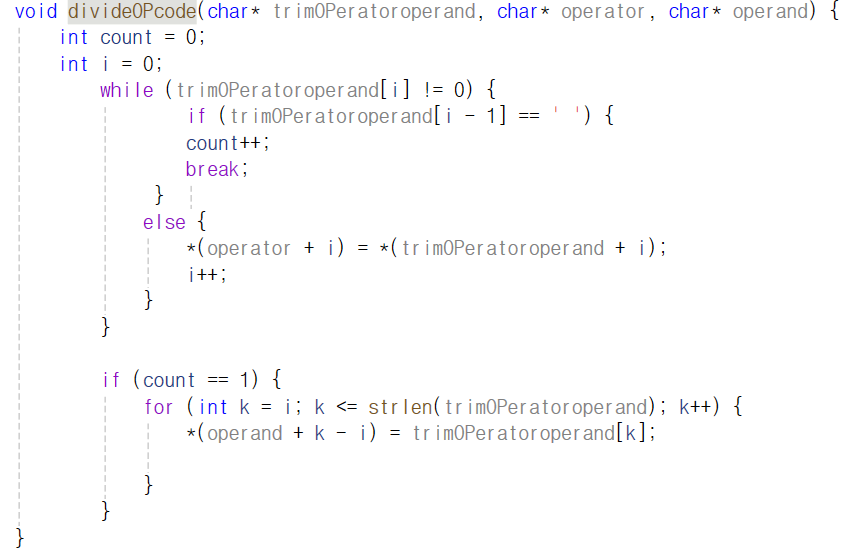 void divideOPcode(char* trimOPeratoroperand, char* operator, char* operand) {
    int count = 0;
    int i = 0;
        while (trimOPeratoroperand[i] != 0) {
                if (trimOPeratoroperand[i - 1] == ' ') {
                count++;
                break;
             }
            else {
                *(operator + i) = *(trimOPeratoroperand + i);
                i++;
            }
        }
        if (count == 1) {
            for (int k = i; k <= strlen(trimOPeratoroperand); k++) {
                *(operand + k - i) = trimOPeratoroperand[k];
            }
        }
}